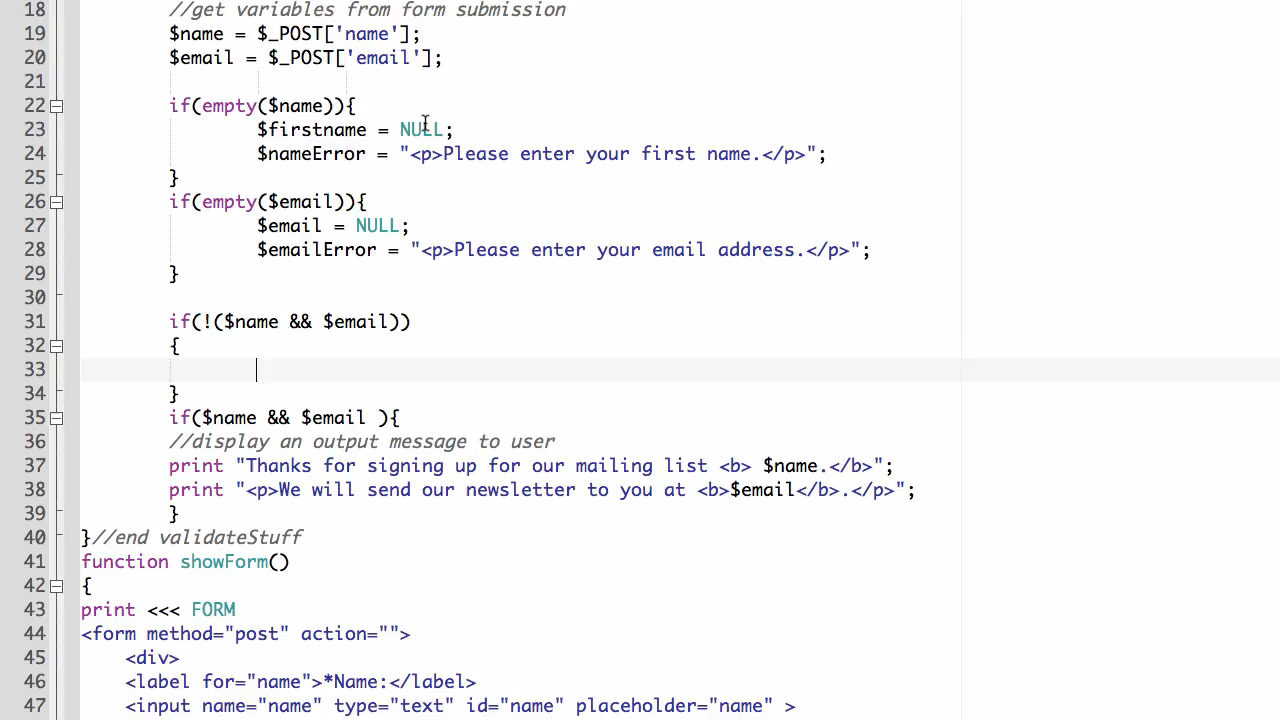 18 //get variables from form submission
19 $name = $_POST['name'];
20 $email = $_POST['email'];
21
22 if(empty($name)){
23 $firstname = NULL;
24 $nameError = "<p>Please enter your first name.</p>";
25 }
26 if(empty($email)){
27 $email = NULL;
28 $emailError = "<p>Please enter your email address.</p>";
29 }
30
31 if(!($name && $email))
32 {
33
34 }
35 if($name && $email ){
36 //display an output message to user
37 print "Thanks for signing up for our mailing list <b> $name.</b>";
38 print "<p>We will send our newsletter to you at <b>$email</b>.</p>";
39 }
40 }//end validateStuff
41 function showForm()
42 {
43 print <<< FORM
44 <form method="post" action="">
45 <div>
46 <label for="name">*Name:</label>
47 <input name="name" type="text" id="name" placeholder="name" >